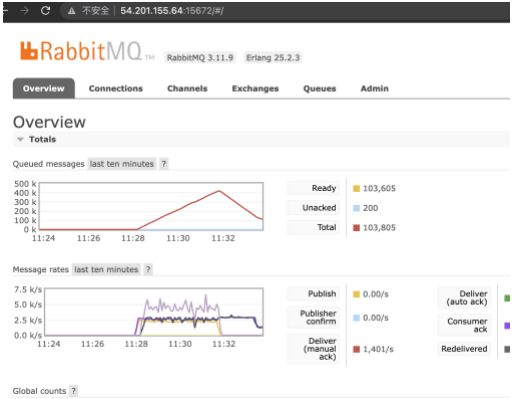 不安全 | 54.201.155.64:15672/#/
RabbitMQ TM RabbitMQ 3.11.9 Erlang 25.2.3
Overview Connections Channels Exchanges Queues Admin
Overview
Totals
Queued messages last ten minutes ?
500 k
400 k
300 k
200 k
100 k
0 k
11:24 11:26 11:28 11:30 11:32
Ready 103,605
Unacked 200
Total 103,805
Message rates last ten minutes ?
7.5 k/s
5.0 k/s
2.5 k/s
0.0 k/s
11:24 11:26 11:28 11:30 11:32
Publish 0.00/s
Publisher
confirm 0.00/s
Deliver
(manual
ack) 1,401/s
Deliver
(auto ack)
Consumer
ack
Redelivered
Global counts ?